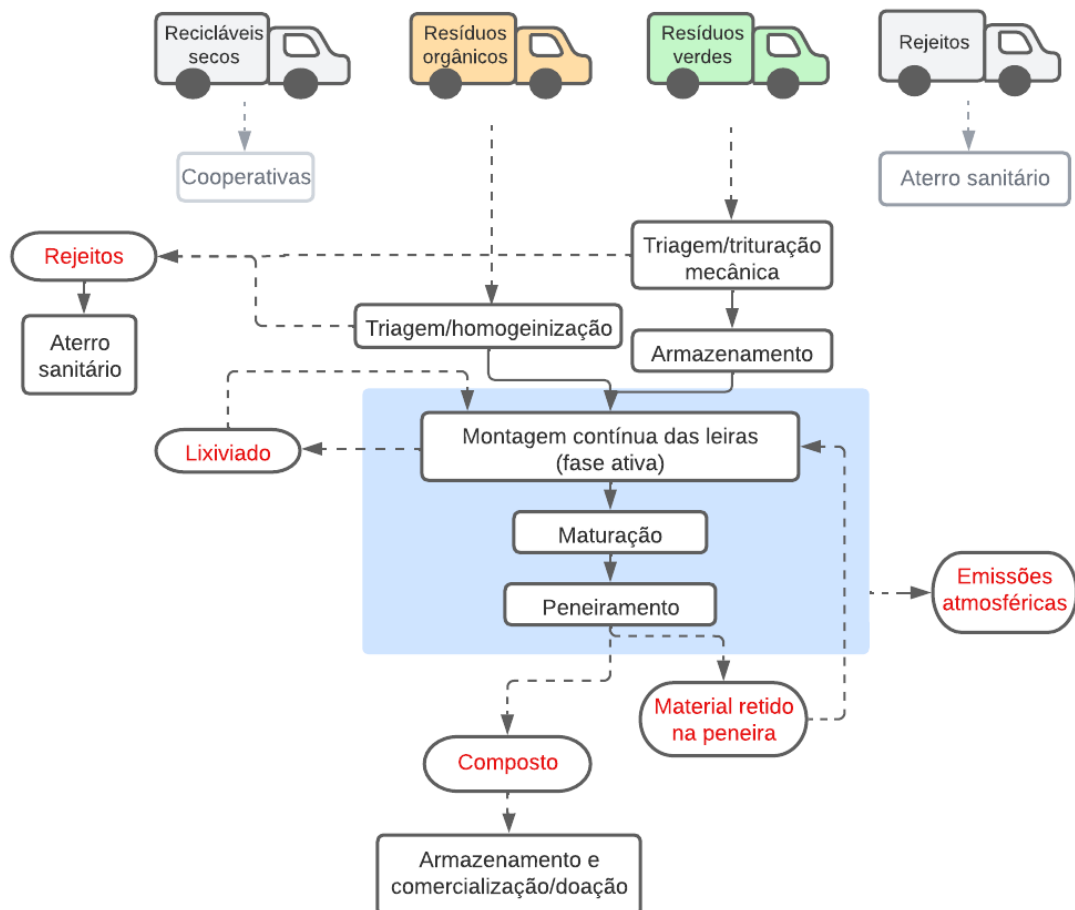 Recicláveis
secos
Resíduos
orgânicos
Resíduos
verdes
Rejeitos
Cooperativas
Aterro sanitário
Rejeitos
Triagem/trituração
mecânica
Triagem/homogeinização
Aterro
sanitário
Armazenamento
Montagem contínua das leiras
(fase ativa)
Lixiviado
Maturação
Peneiramento
Emissões
atmosféricas
Material retido
na peneira
Composto
Armazenamento e
comercialização/doação